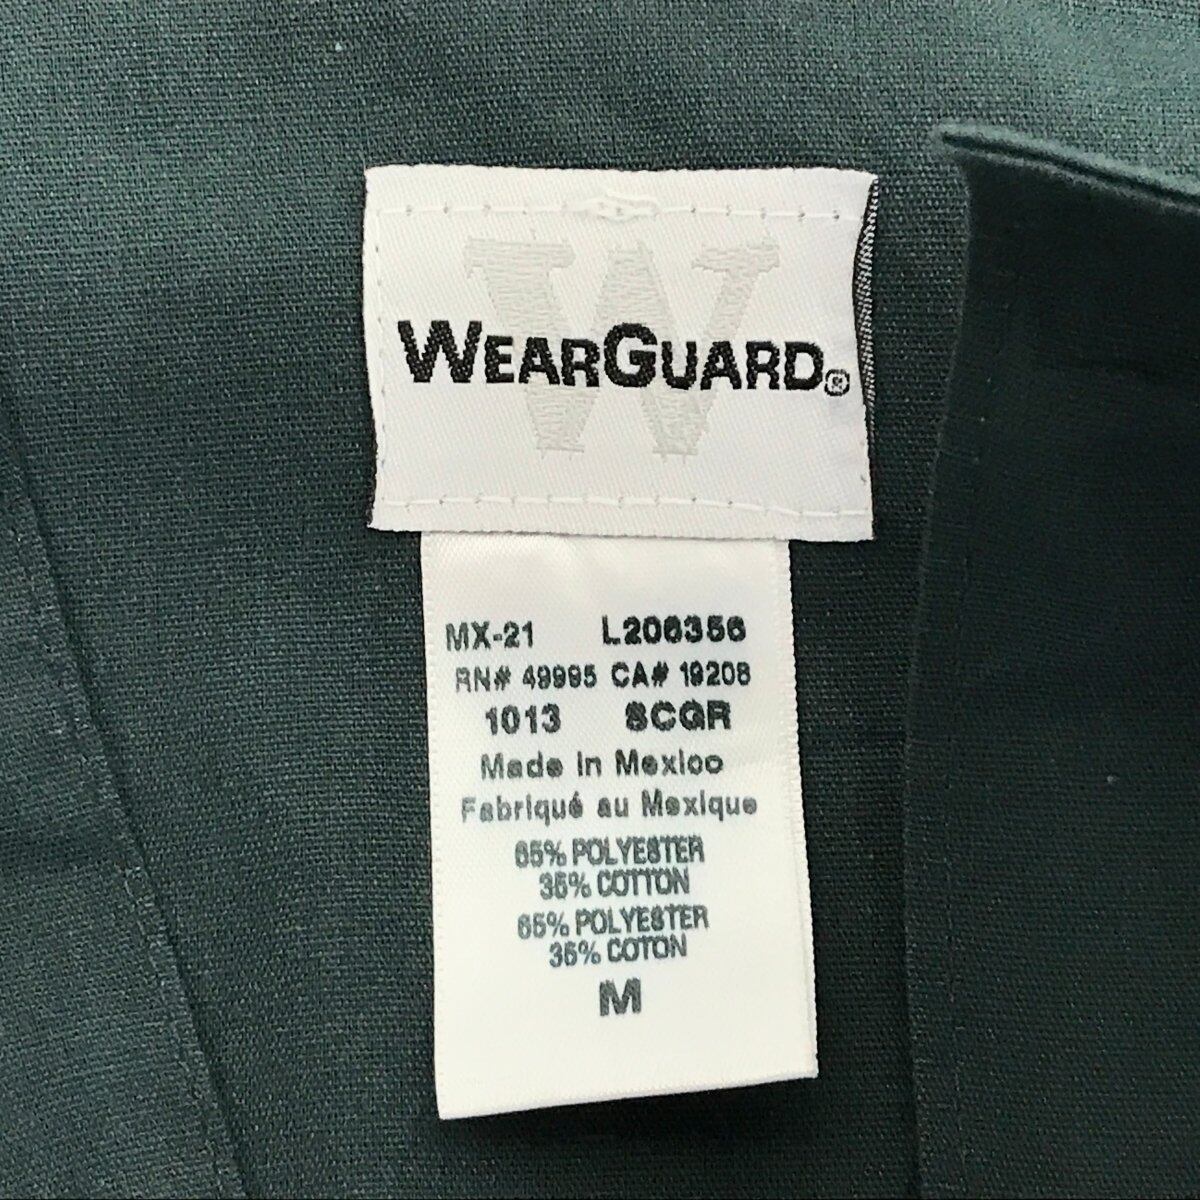 W
WEARGUARD®
MX-21 L206356
RN# 49995 CA# 19208
1013 SCGR
Made in Mexico
Fabriqué au Mexique
65% POLYESTER
35% COTTON
65% POLYESTER
35% COTON
M